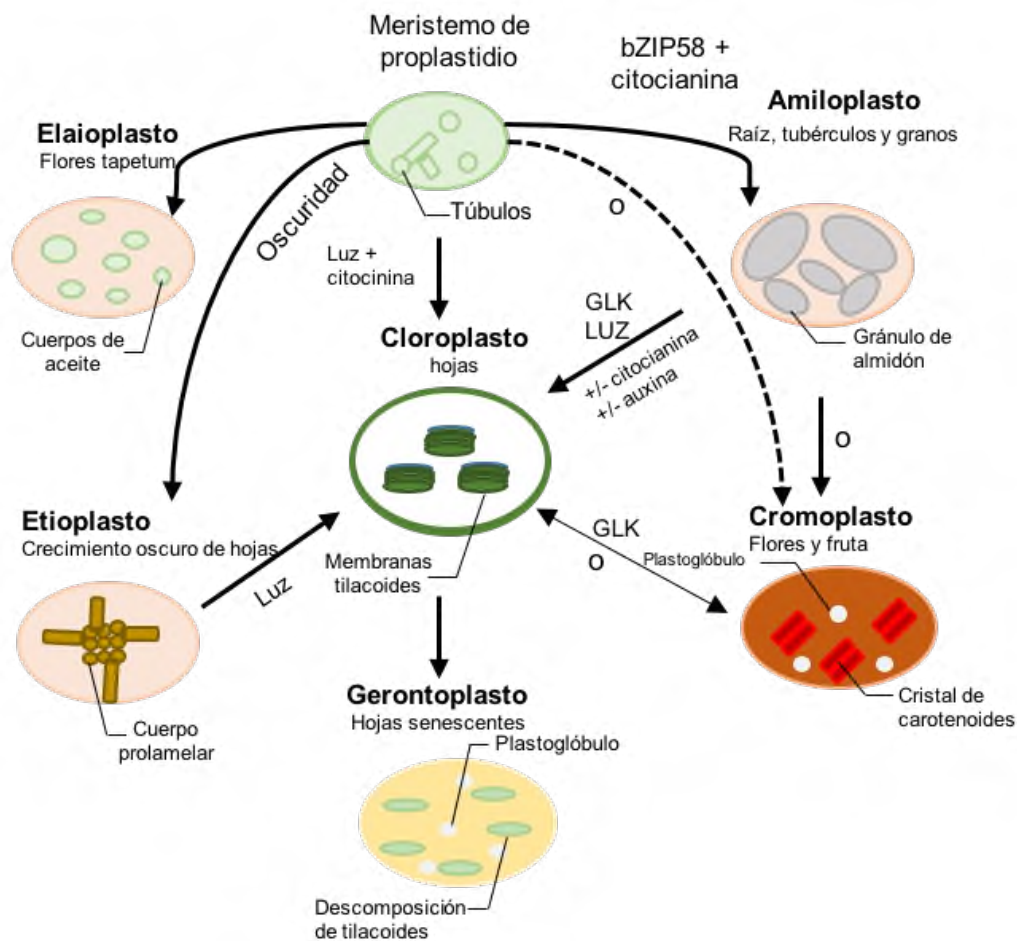 Meristemo de
proplastidio
bZIP58 +
citocianina
Elaioplasto
Flores tapetum
Amiloplasto
Raíz, tubérculos y granos
Oscuridad
Túbulos
O
Luz +
citocinina
GLK
LUZ
+/- citocianina
+/- auxina
Cuerpos de
aceite
Cloroplasto
hojas
Gránulo de
almidón
O
Etioplasto
Crecimiento oscuro de hojas
Luz
Membranas
tilacoides
GLK
O
Cromoplasto
Flores y fruta
Plastoglóbulo
Cuerpo
prolamelar
Cristal de
carotenoides
Gerontoplasto
Hojas senescentes
Plastoglóbulo
Descomposición
de tilacoides